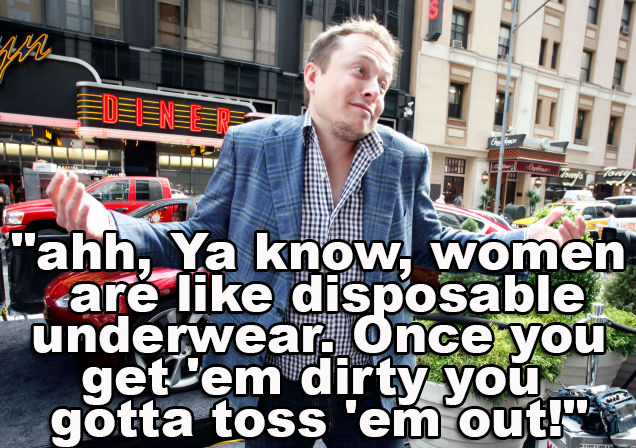 DINER
"ahh, Ya know, women
are like disposable
underwear. Once you
get 'em dirty you
gotta toss 'em out!"